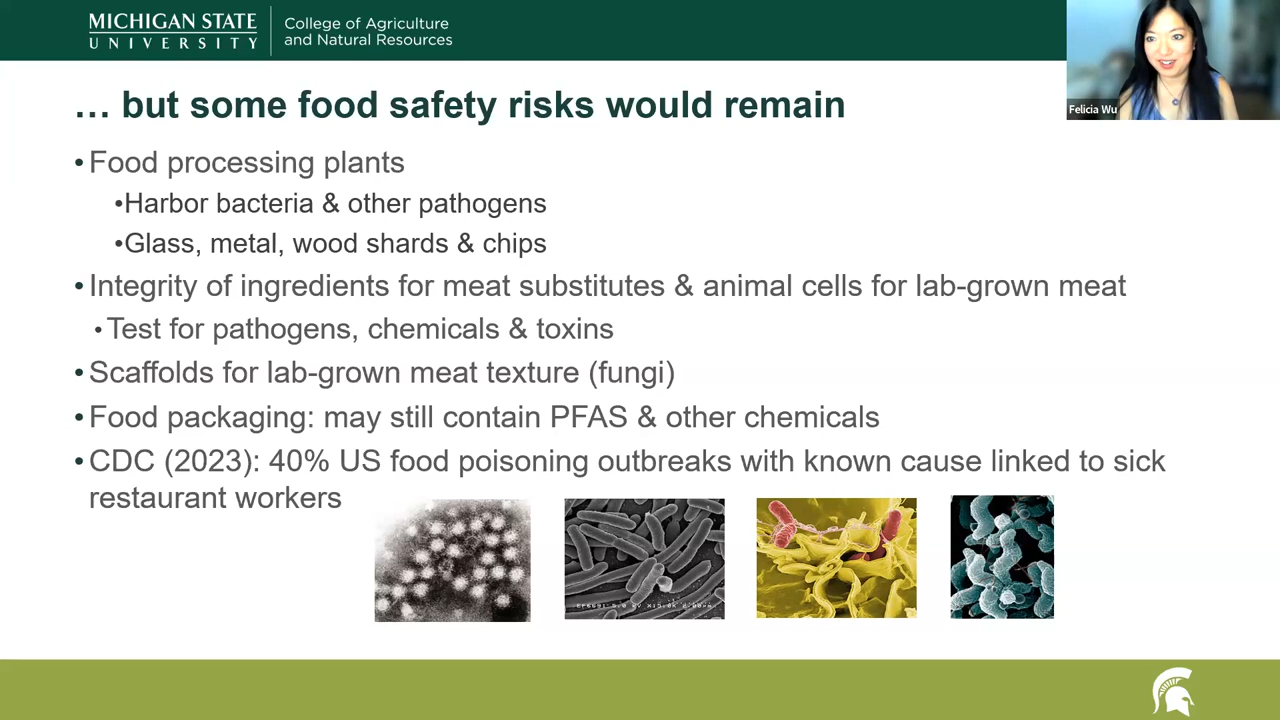 MICHIGAN STATE
UNIVERSITY
College of Agriculture
and Natural Resources
Felicia Wu
… but some food safety risks would remain
•Food processing plants
•Harbor bacteria & other pathogens
•Glass, metal, wood shards & chips
•Integrity of ingredients for meat substitutes & animal cells for lab-grown meat
•Test for pathogens, chemicals & toxins
•Scaffolds for lab-grown meat texture (fungi)
•Food packaging: may still contain PFAS & other chemicals
•CDC (2023): 40% US food poisoning outbreaks with known cause linked to sick
restaurant workers